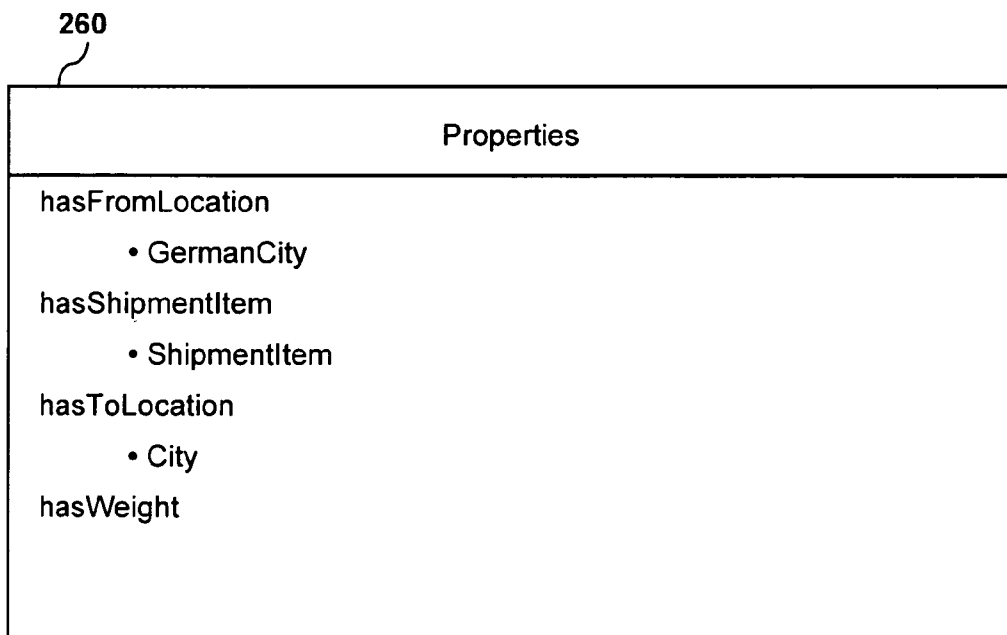 260
Properties
hasFromLocation
• GermanCity
hasShipmentItem
• ShipmentItem
hasToLocation
• City
hasWeight